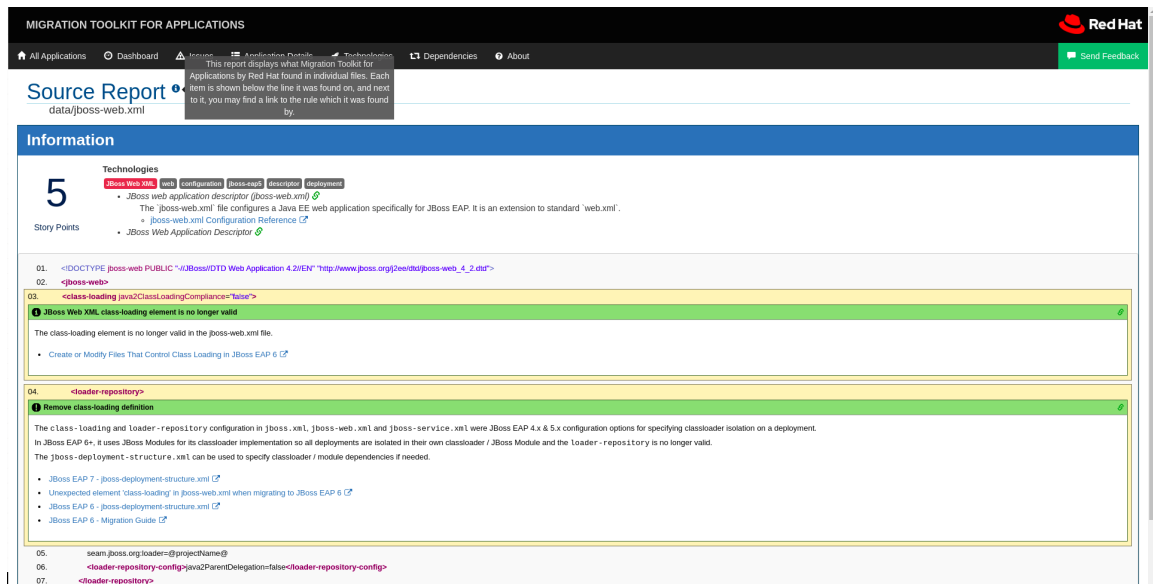 MIGRATION TOOLKIT FOR APPLICATIONS
Red Hat
All Applications Dashboard Issues Application Details Technologies Dependencies About Send Feedback
This report displays what Migration Toolkit for
Applications by Red Hat found in individual files. Each
item is shown below the line it was found on, and next
to it, you may find a link to the rule which it was found
by.
Source Report
data/jboss-web.xml
Information
5
Story Points
Technologies
JBoss Web XML web configuration jboss-eap5 descriptor deployment
JBoss web application descriptor (jboss-web.xml)
The `jboss-web.xml` file configures a Java EE web application specifically for JBoss EAP. It is an extension to standard `web.xml`.
jboss-web.xml Configuration Reference
JBoss Web Application Descriptor
01. <!DOCTYPE jboss-web PUBLIC "-//JBoss//DTD Web Application 4.2//EN" "http://www.jboss.org/j2ee/dtd/jboss-web_4_2.dtd">
02. <jboss-web>
03. <class-loading java2ClassLoadingCompliance="false">
JBoss Web XML class-loading element is no longer valid
The class-loading element is no longer valid in the jboss-web.xml file.
Create or Modify Files That Control Class Loading in JBoss EAP 6
04. <loader-repository>
Remove class-loading definition
The class-loading and loader-repository configuration in jboss.xml, jboss-web.xml and jboss-service.xml were JBoss EAP 4.x & 5.x configuration options for specifying classloader isolation on a deployment.
In JBoss EAP 6+, it uses JBoss Modules for its classloader implementation so all deployments are isolated in their own classloader / JBoss Module and the loader-repository is no longer valid.
The jboss-deployment-structure.xml can be used to specify classloader / module dependencies if needed.
JBoss EAP 7 - jboss-deployment-structure.xml
Unexpected element 'class-loading' in jboss-web.xml when migrating to JBoss EAP 6
JBoss EAP 6 - jboss-deployment-structure.xml
JBoss EAP 6 - Migration Guide
05. seam.jboss.org:loader=@projectName@
06. <loader-repository-config>java2ParentDelegation=false</loader-repository-config>
07. </loader-repository>